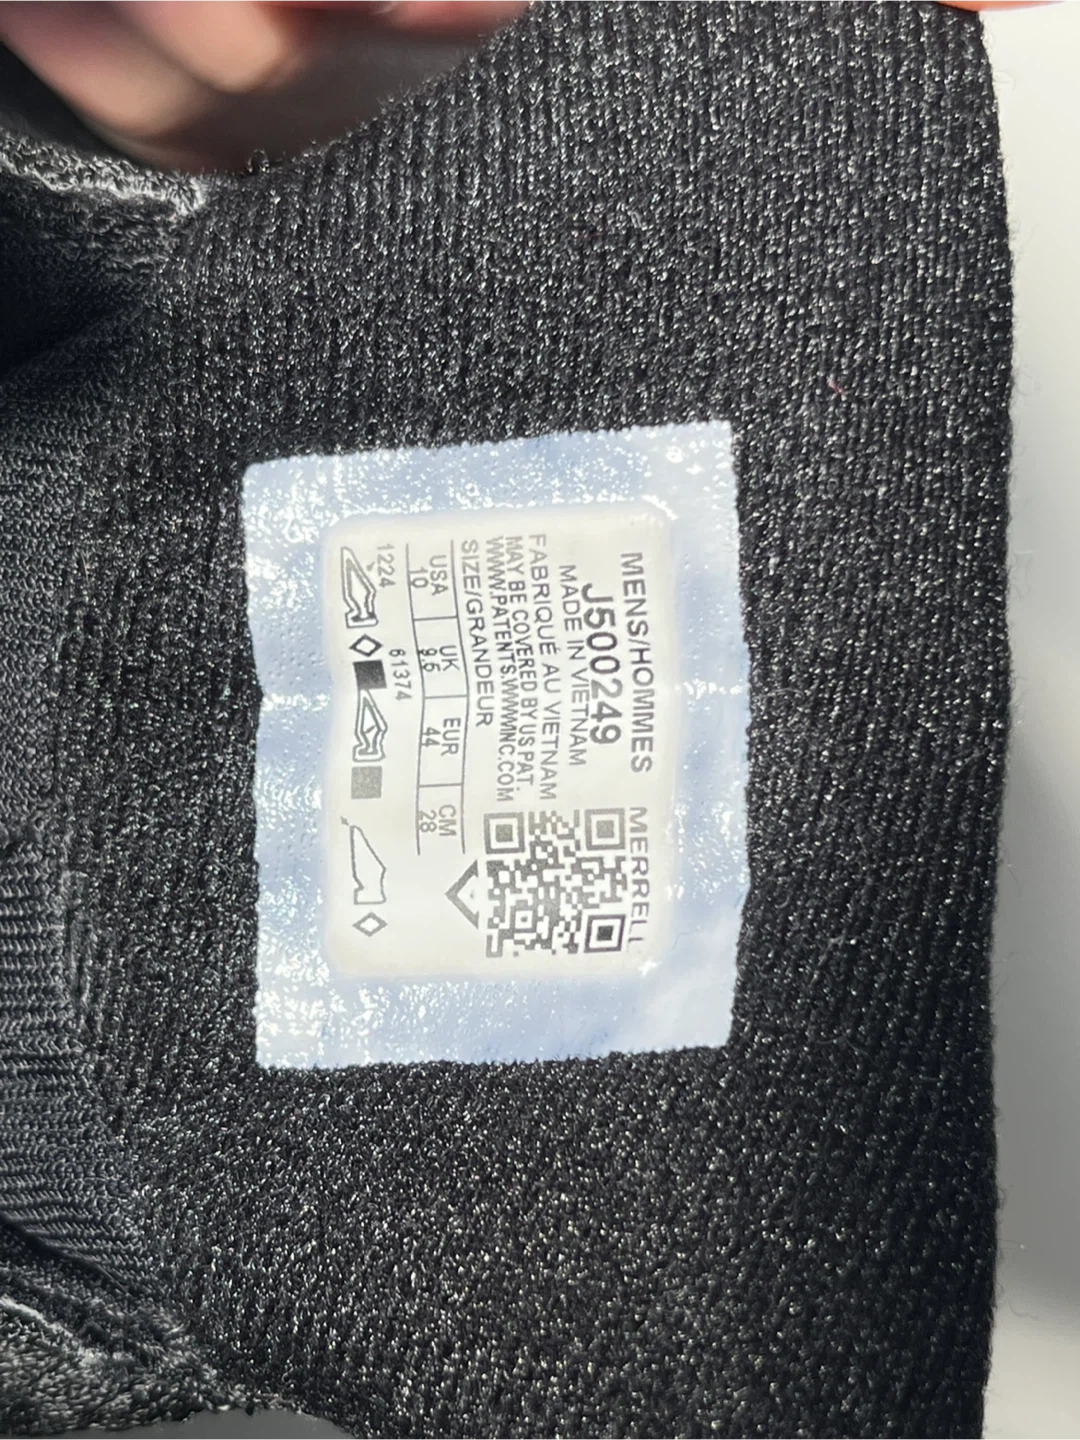 MENS/HOMMES
MERRELL
J500249
MADE IN VIETNAM
FABRIQUÉ AU VIETNAM
MAY BE COVERED BY US PAT.
WWW.PATENTS.WWWINC.COM
SIZE/GRANDEUR
USA UK EUR CM
10 9.5 44 28
1224 61374